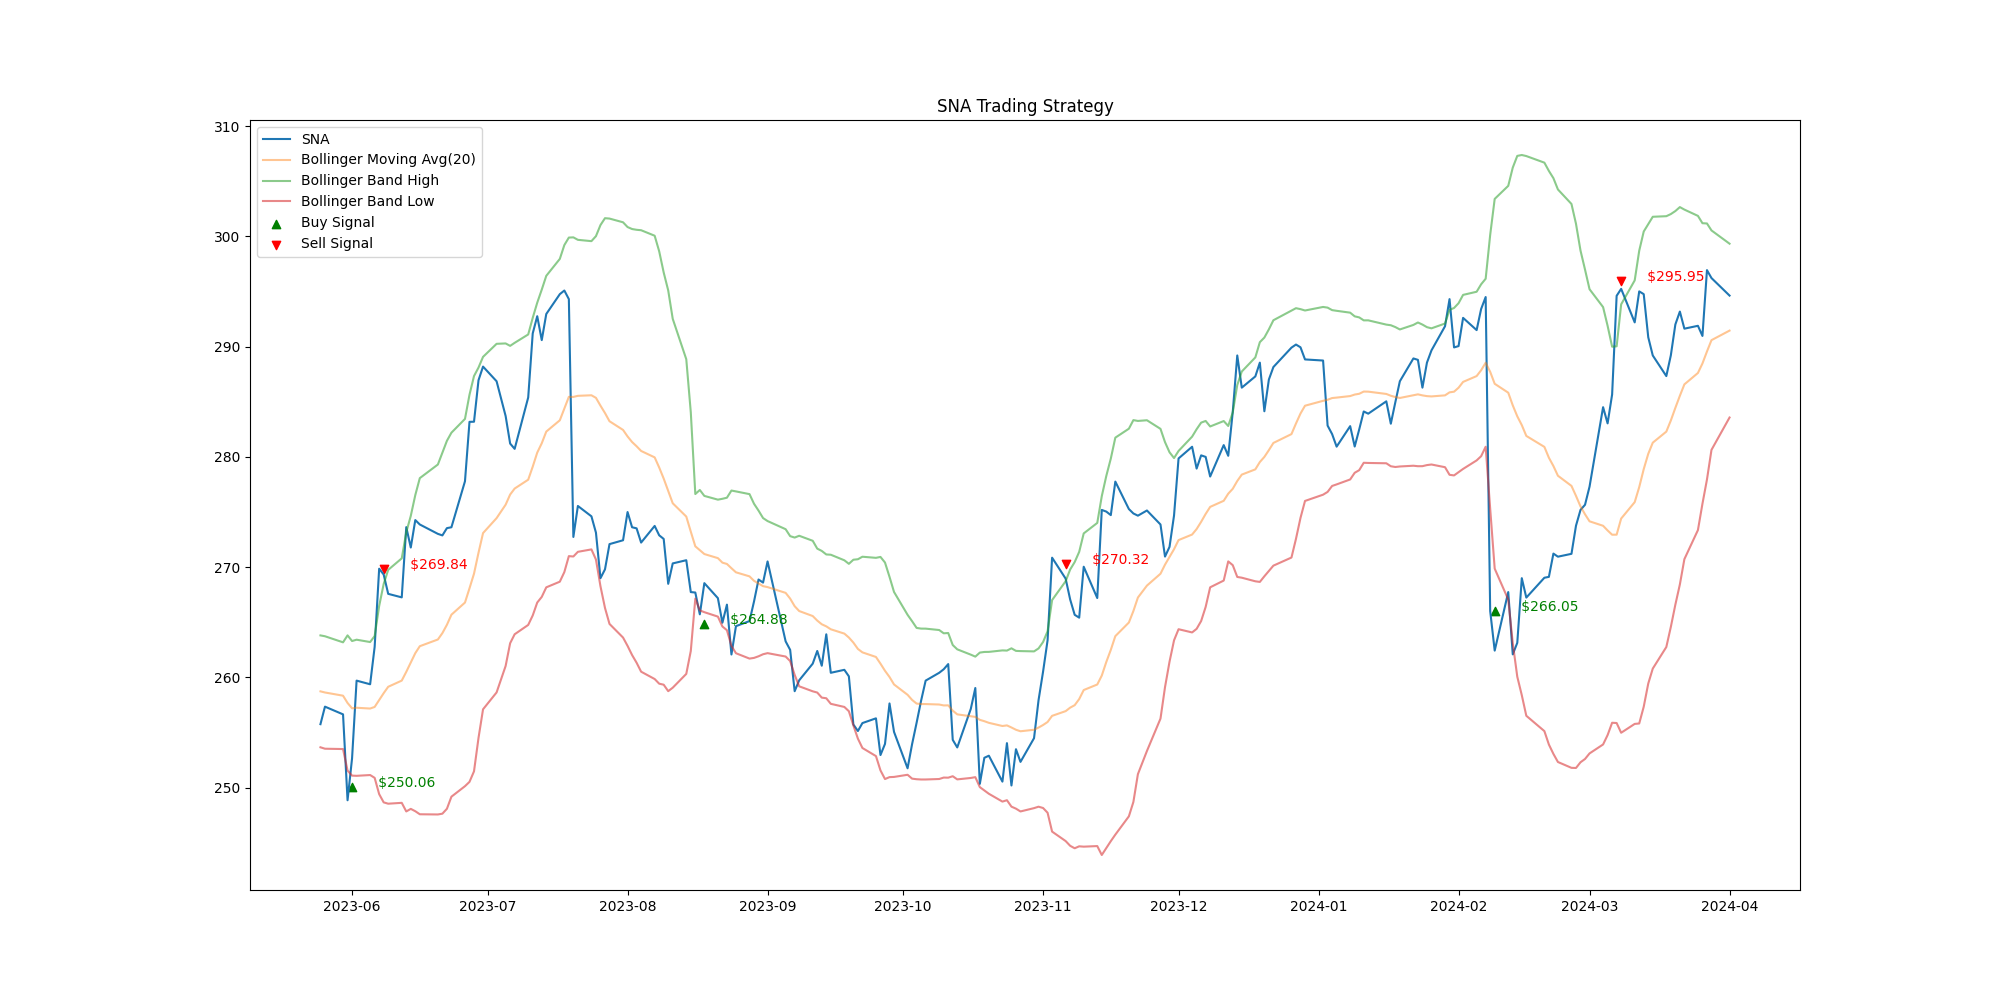 SNA Trading Strategy
310
300
290
280
270
260
250
SNA
Bollinger Moving Avg(20)
Bollinger Band High
Bollinger Band Low
Buy Signal
Sell Signal
$295.95
$269.84
$270.32
$264.88
$266.05
$250.06
2023-06 2023-07 2023-08 2023-09 2023-10 2023-11 2023-12 2024-01 2024-02 2024-03 2024-04